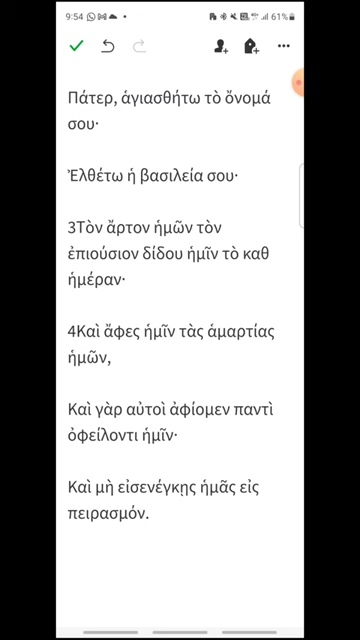 9:54
61%
Πάτερ, ἁγιασθήτω τὸ ὄνομά
σου·
Ἐλθέτω ἡ βασιλεία σου·
3Τὸν ἄρτον ἡμῶν τὸν
ἐπιούσιον δίδου ἡμῖν τὸ καθ
ἡμέραν·
4Καὶ ἄφες ἡμῖν τὰς ἁμαρτίας
ἡμῶν,
Καὶ γὰρ αὐτοὶ ἀφίομεν παντὶ
ὀφείλοντι ἡμῖν·
Καὶ μὴ εἰσενέγκῃς ἡμᾶς εἰς
πειρασμόν.